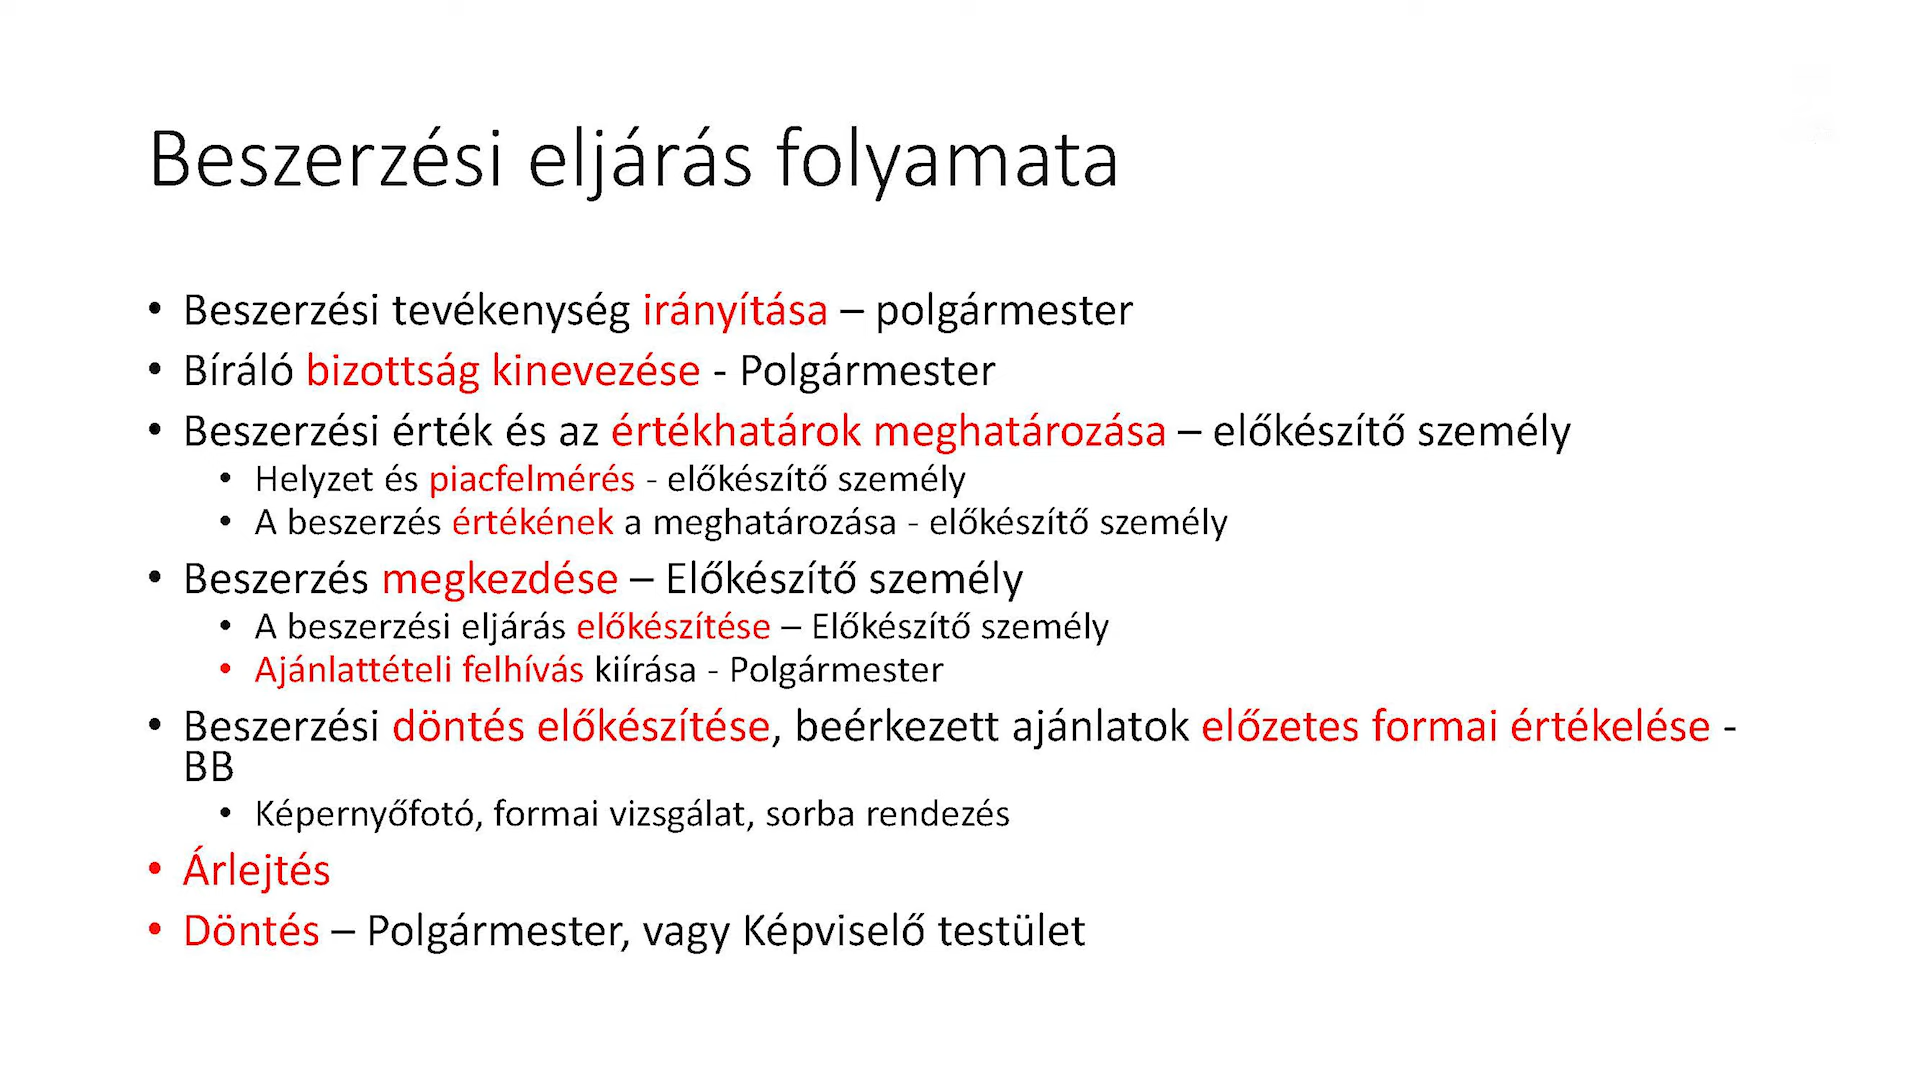 Beszerzési eljárás folyamata
• Beszerzési tevékenység irányítása – polgármester
• Bíráló bizottság kinevezése - Polgármester
• Beszerzési érték és az értékhatárok meghatározása – előkészítő személy
• Helyzet és piacfelmérés - előkészítő személy
• A beszerzés értékének a meghatározása - előkészítő személy
• Beszerzés megkezdése – Előkészítő személy
• A beszerzési eljárás előkészítése – Előkészítő személy
• Ajánlattételi felhívás kiírása - Polgármester
• Beszerzési döntés előkészítése, beérkezett ajánlatok előzetes formai értékelése -
BB
• Képernyőfotó, formai vizsgálat, sorba rendezés
• Árlejtés
• Döntés – Polgármester, vagy Képviselő testület